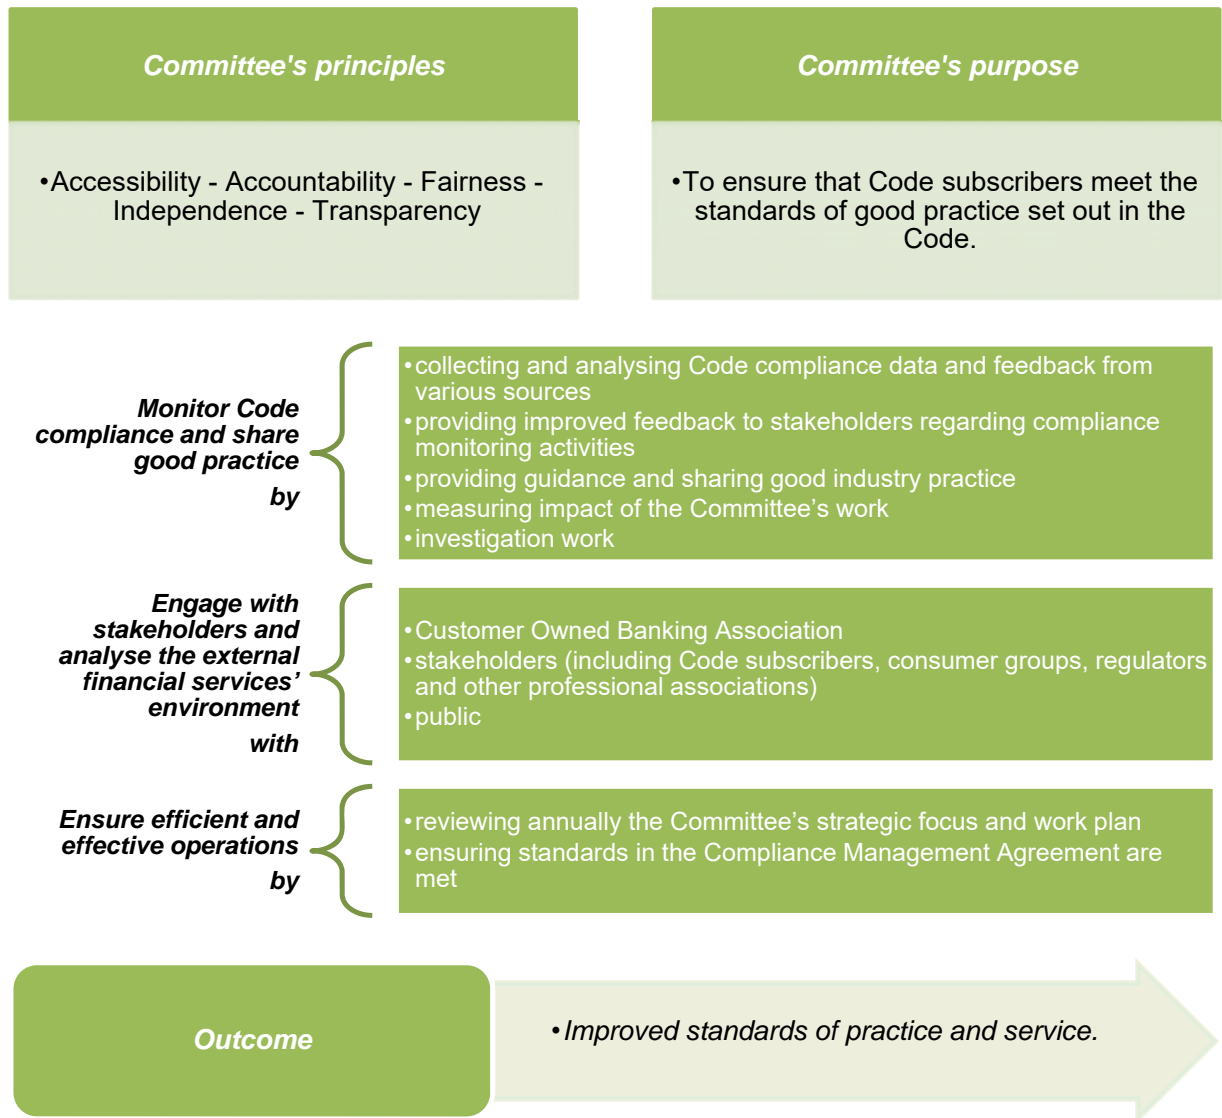 Committee's principles
•Accessibility - Accountability - Fairness -
Independence - Transparency
Committee's purpose
•To ensure that Code subscribers meet the
standards of good practice set out in the
Code.
Monitor Code
compliance and share
good practice
by
•collecting and analysing Code compliance data and feedback from
various sources
•providing improved feedback to stakeholders regarding compliance
monitoring activities
•providing guidance and sharing good industry practice
•measuring impact of the Committee’s work
•investigation work
Engage with
stakeholders and
analyse the external
financial services’
environment
with
•Customer Owned Banking Association
•stakeholders (including Code subscribers, consumer groups, regulators
and other professional associations)
•public
Ensure efficient and
effective operations
by
•reviewing annually the Committee’s strategic focus and work plan
•ensuring standards in the Compliance Management Agreement are
met
Outcome
•Improved standards of practice and service.